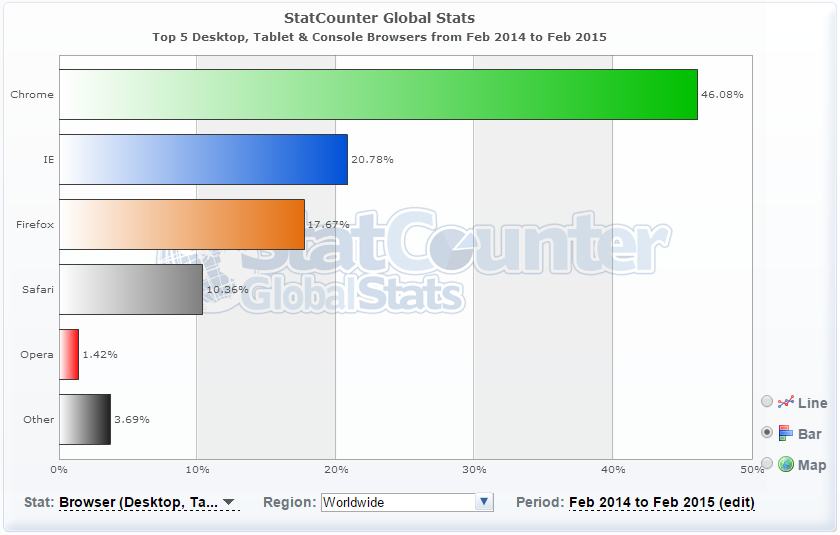 StatCounter Global Stats
Top 5 Desktop, Tablet & Console Browsers from Feb 2014 to Feb 2015
Chrome 46.08%
IE 20.78%
Firefox 17.67%
Safari 10.36%
Opera 1.42%
Other 3.69%
StatCounter
GlobalStats
0% 10% 20% 30% 40% 50%
Line
Bar
Map
Stat: Browser (Desktop, Ta... Region: Worldwide Period: Feb 2014 to Feb 2015 (edit)